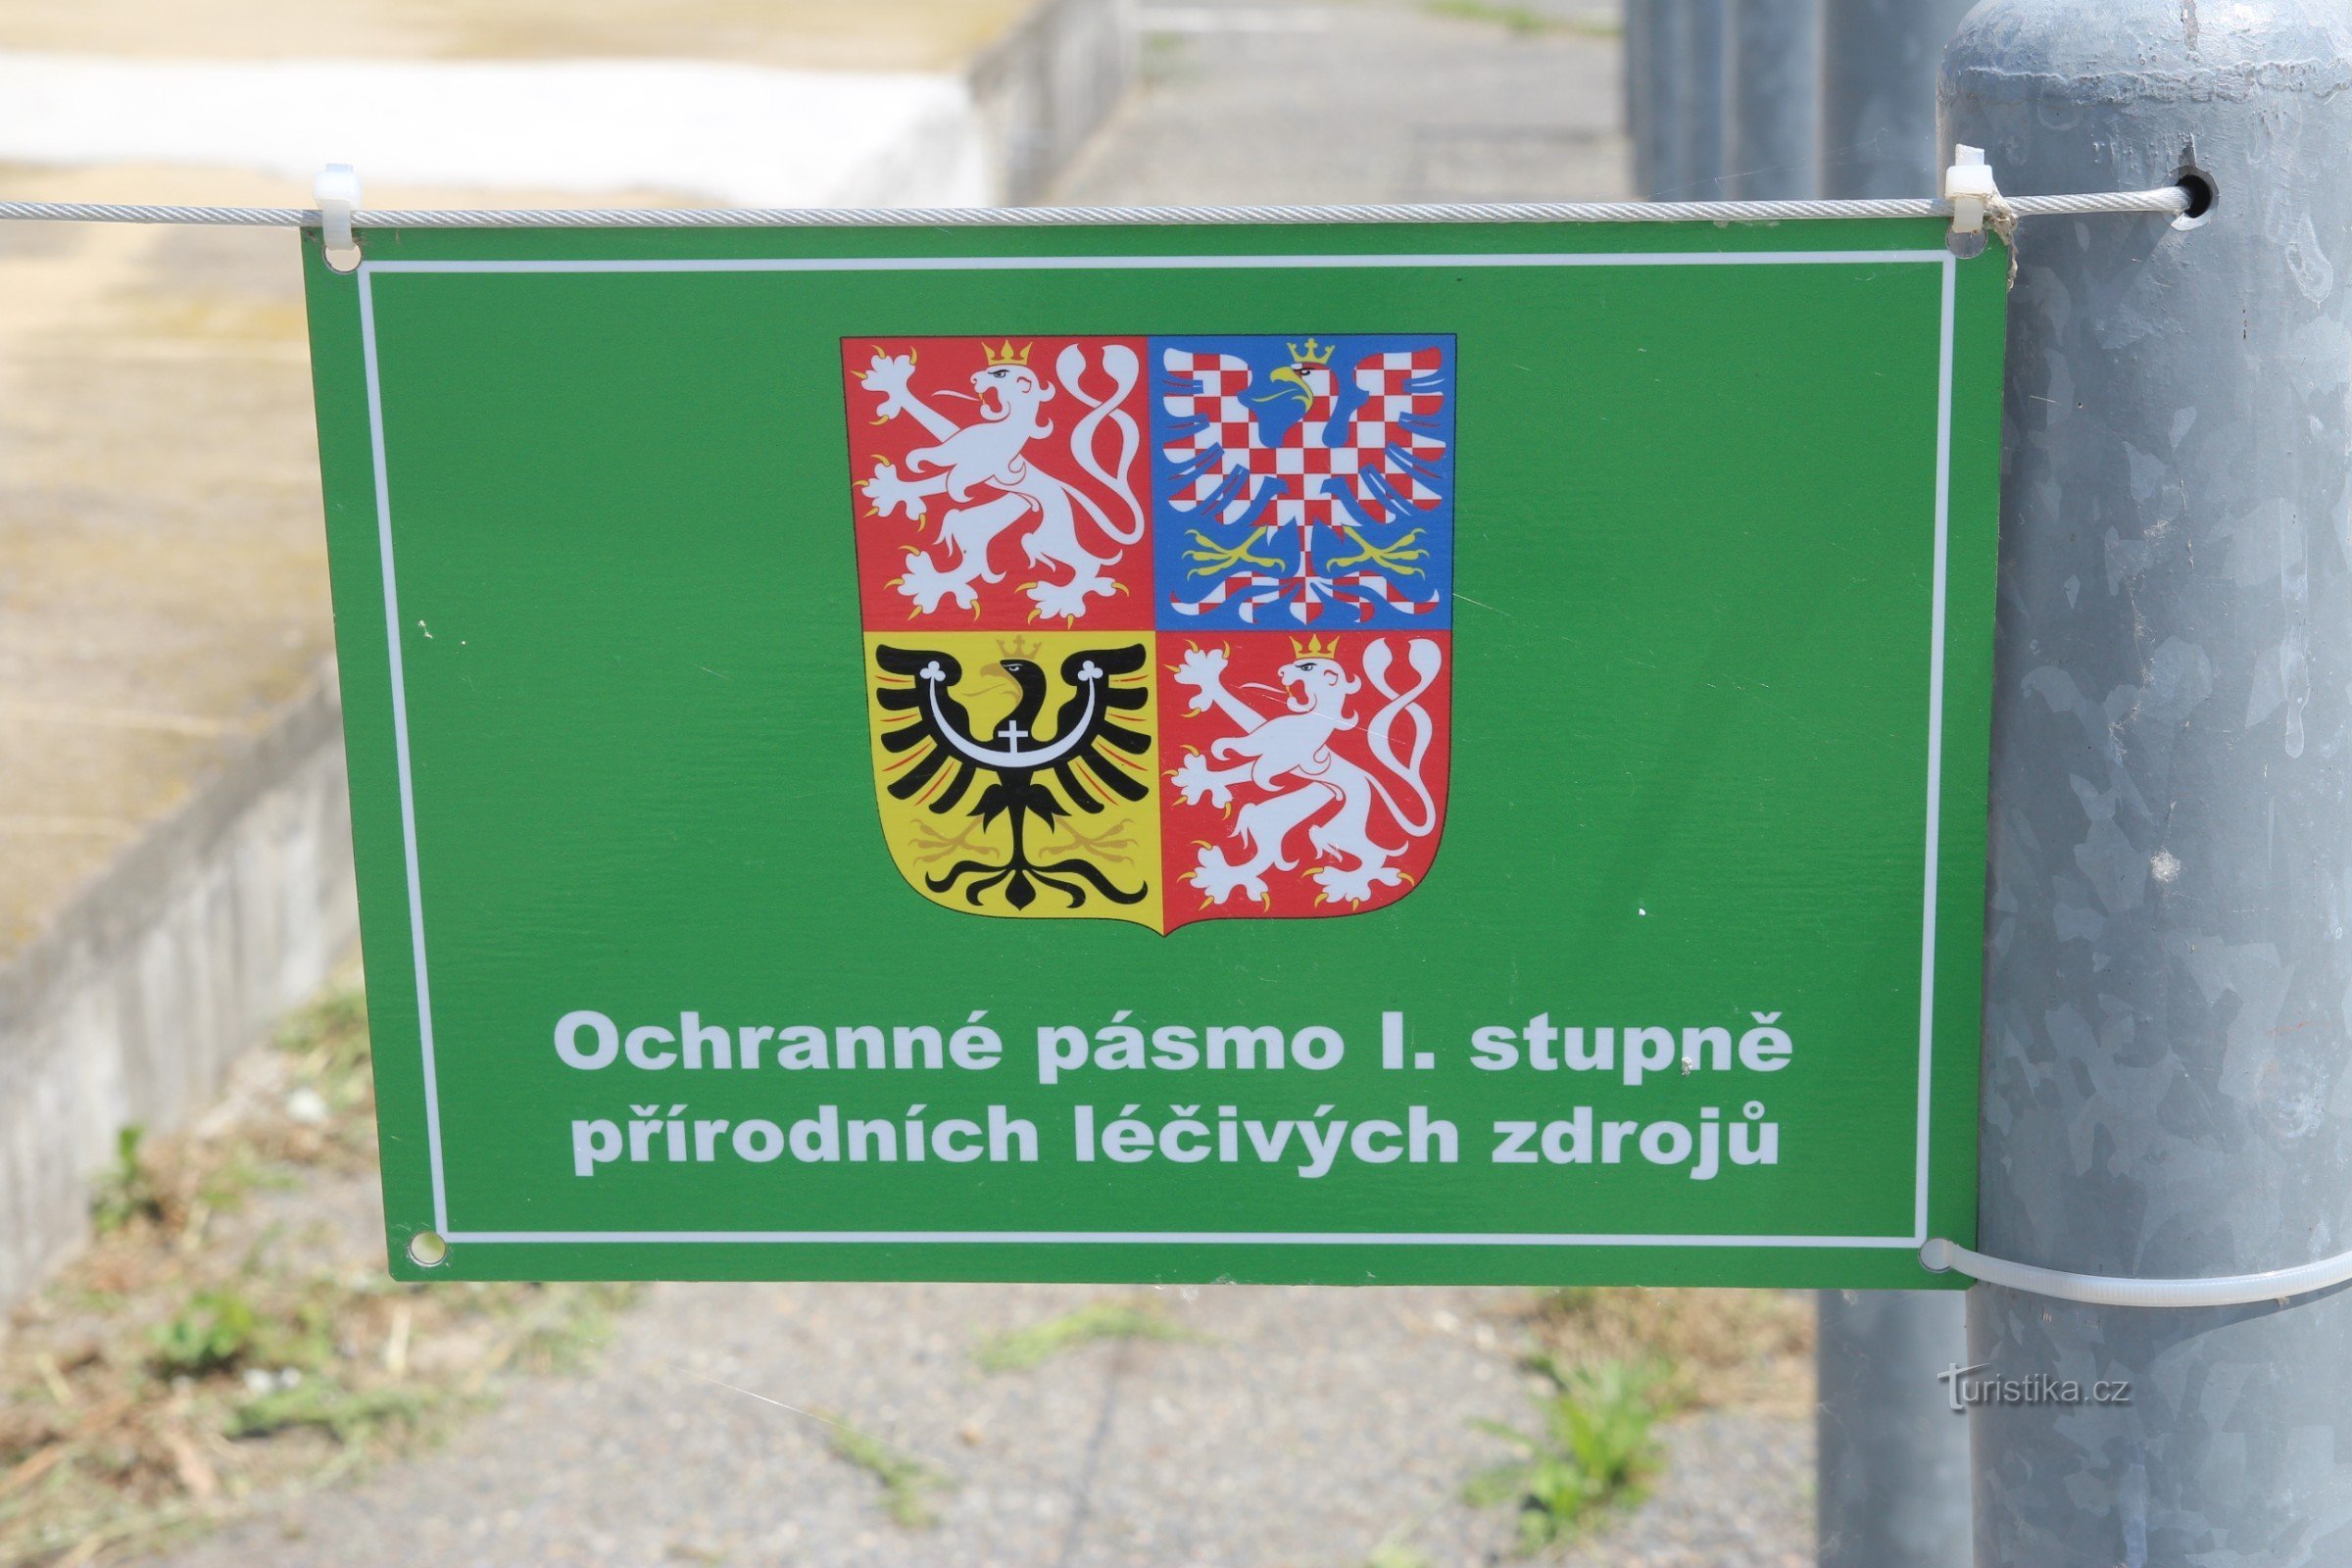 Ochranné pásmo I. stupně
přírodních léčivých zdrojů
Turistika.cz